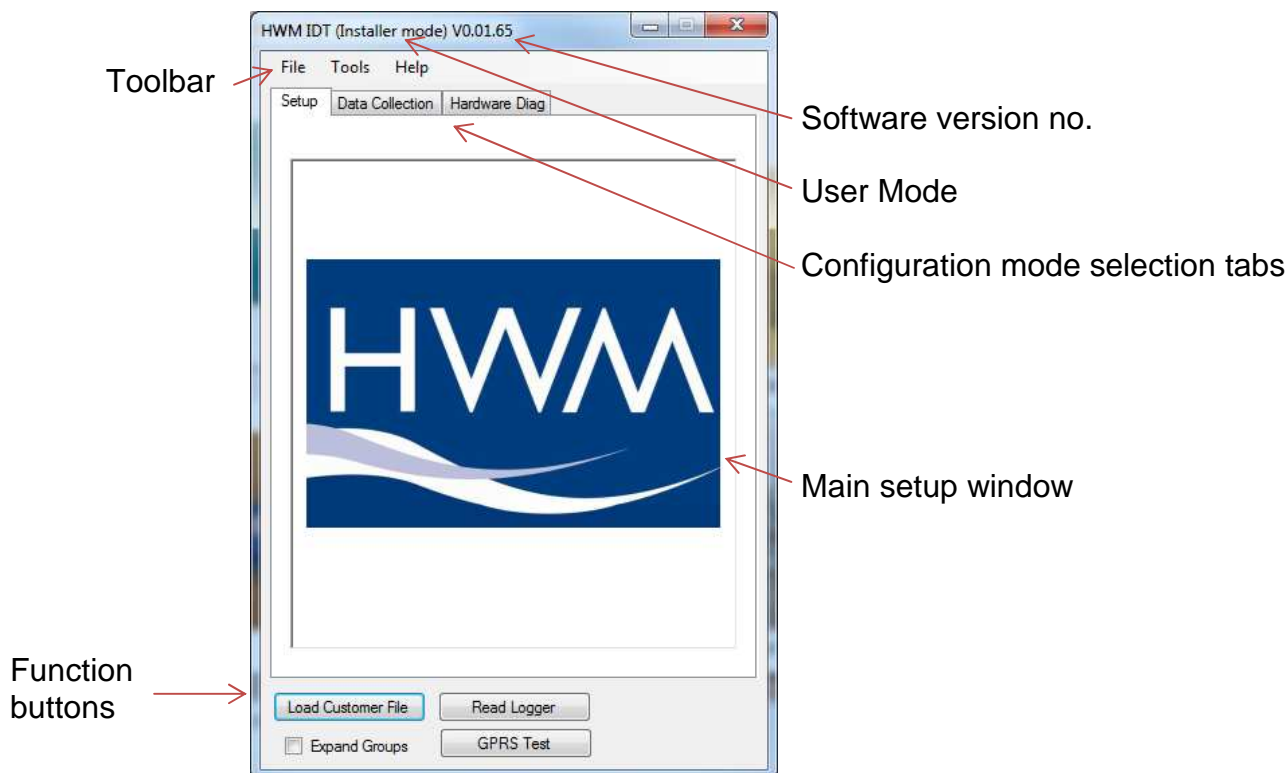 HWM IDT (Installer mode) V0.01.65
File Tools Help
Toolbar
Setup Data Collection Hardware Diag
Software version no.
User Mode
Configuration mode selection tabs
HWM
Main setup window
Function
buttons
Load Customer File Read Logger
Expand Groups GPRS Test